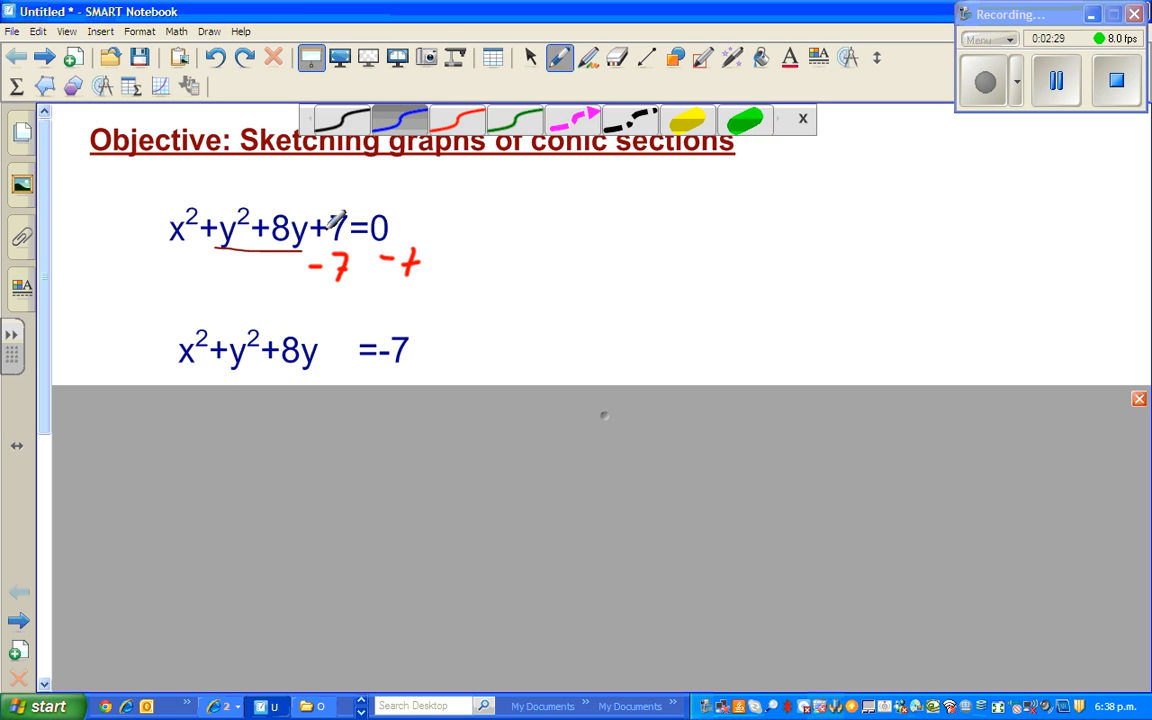 Untitled * - SMART Notebook
Recording...
File Edit View Insert Format Math Draw Help
Menu
0:02:29
8.0 fps
x
Objective: Sketching graphs of conic sections
x²+y²+8y+7=0
-7 -7
x²+y²+8y =-7
start
2
U
O
Search Desktop
My Documents »
My Documents »
6:38 p.m.